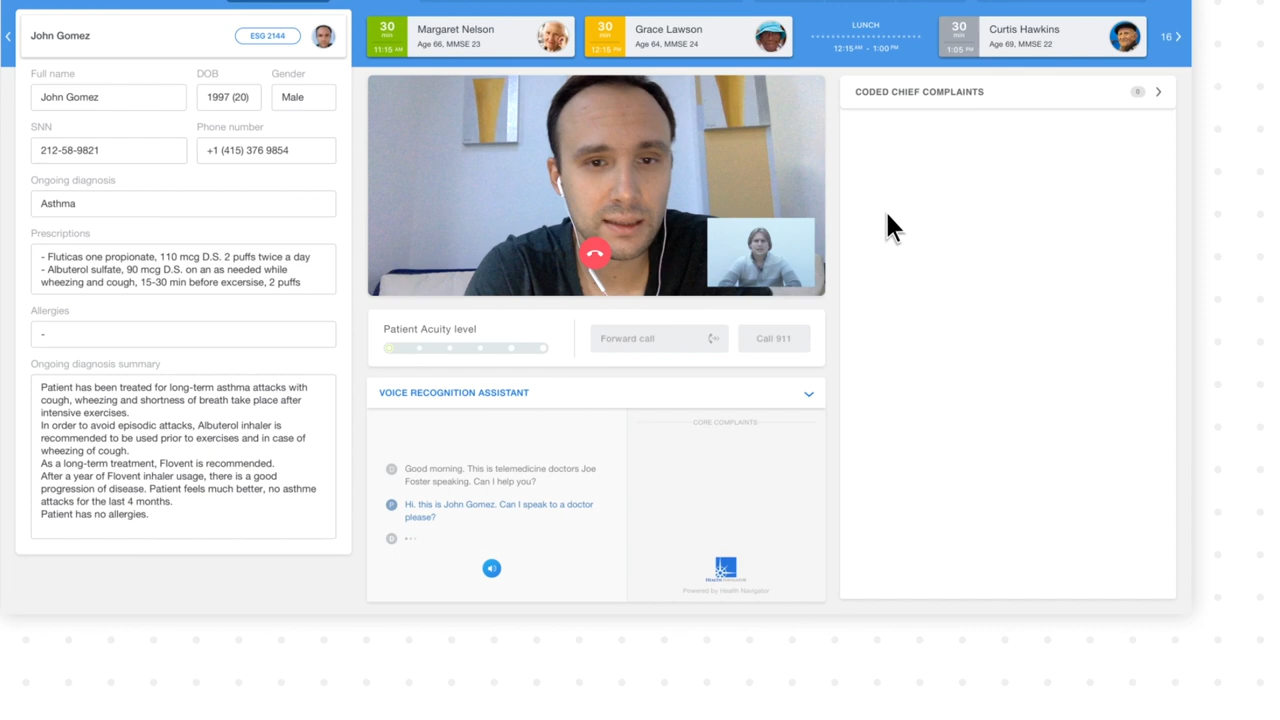 John Gomez
ESG 2144
30
min
11:15 AM
Margaret Nelson
Age 66, MMSE 23
30
min
12:15 PM
Grace Lawson
Age 64, MMSE 24
LUNCH
12:15 AM - 1:00 PM
30
min
1:05 PM
Curtis Hawkins
Age 69, MMSE 22
16
Full name
DOB
Gender
John Gomez
1997 (20)
Male
SNN
Phone number
212-58-9821
+1 (415) 376 9854
Ongoing diagnosis
Asthma
Prescriptions
- Fluticas one propionate, 110 mcg D.S. 2 puffs twice a day
- Albuterol sulfate, 90 mcg D.S. on an as needed while
wheezing and cough, 15-30 min before excersise, 2 puffs
Allergies
-
Ongoing diagnosis summary
Patient has been treated for long-term asthma attacks with
cough, wheezing and shortness of breath take place after
intensive exercises.
In order to avoid episodic attacks, Albuterol inhaler is
recommended to be used prior to exercises and in case of
wheezing of cough.
As a long-term treatment, Flovent is recommended.
After a year of Flovent inhaler usage, there is a good
progression of disease. Patient feels much better, no asthme
attacks for the last 4 months.
Patient has no allergies.
Patient Acuity level
Forward call
Call 911
VOICE RECOGNITION ASSISTANT
D
Good morning. This is telemedicine doctors Joe
Foster speaking. Can I help you?
P
Hi, this is John Gomez. Can I speak to a doctor
please?
D
CORE COMPLAINTS
HEALTH NAVIGATOR
Powered by Health Navigator
CODED CHIEF COMPLAINTS
0